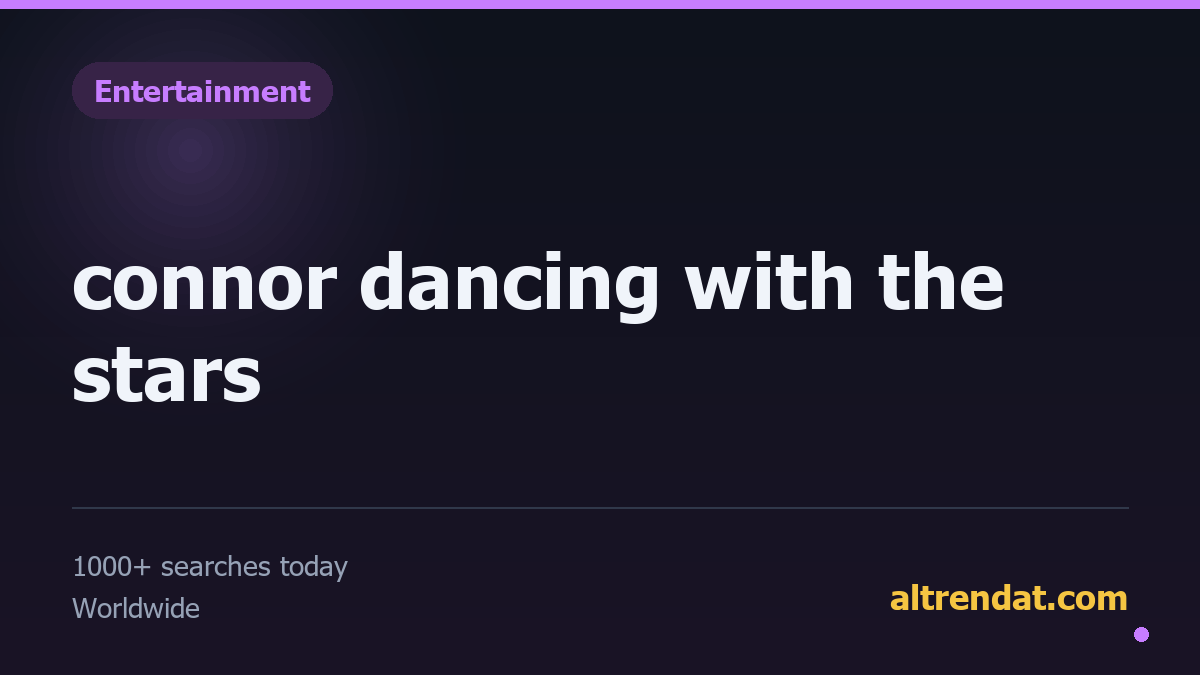 Entertainment
connor dancing with the
stars
1000+ searches today
Worldwide
altrendat.com